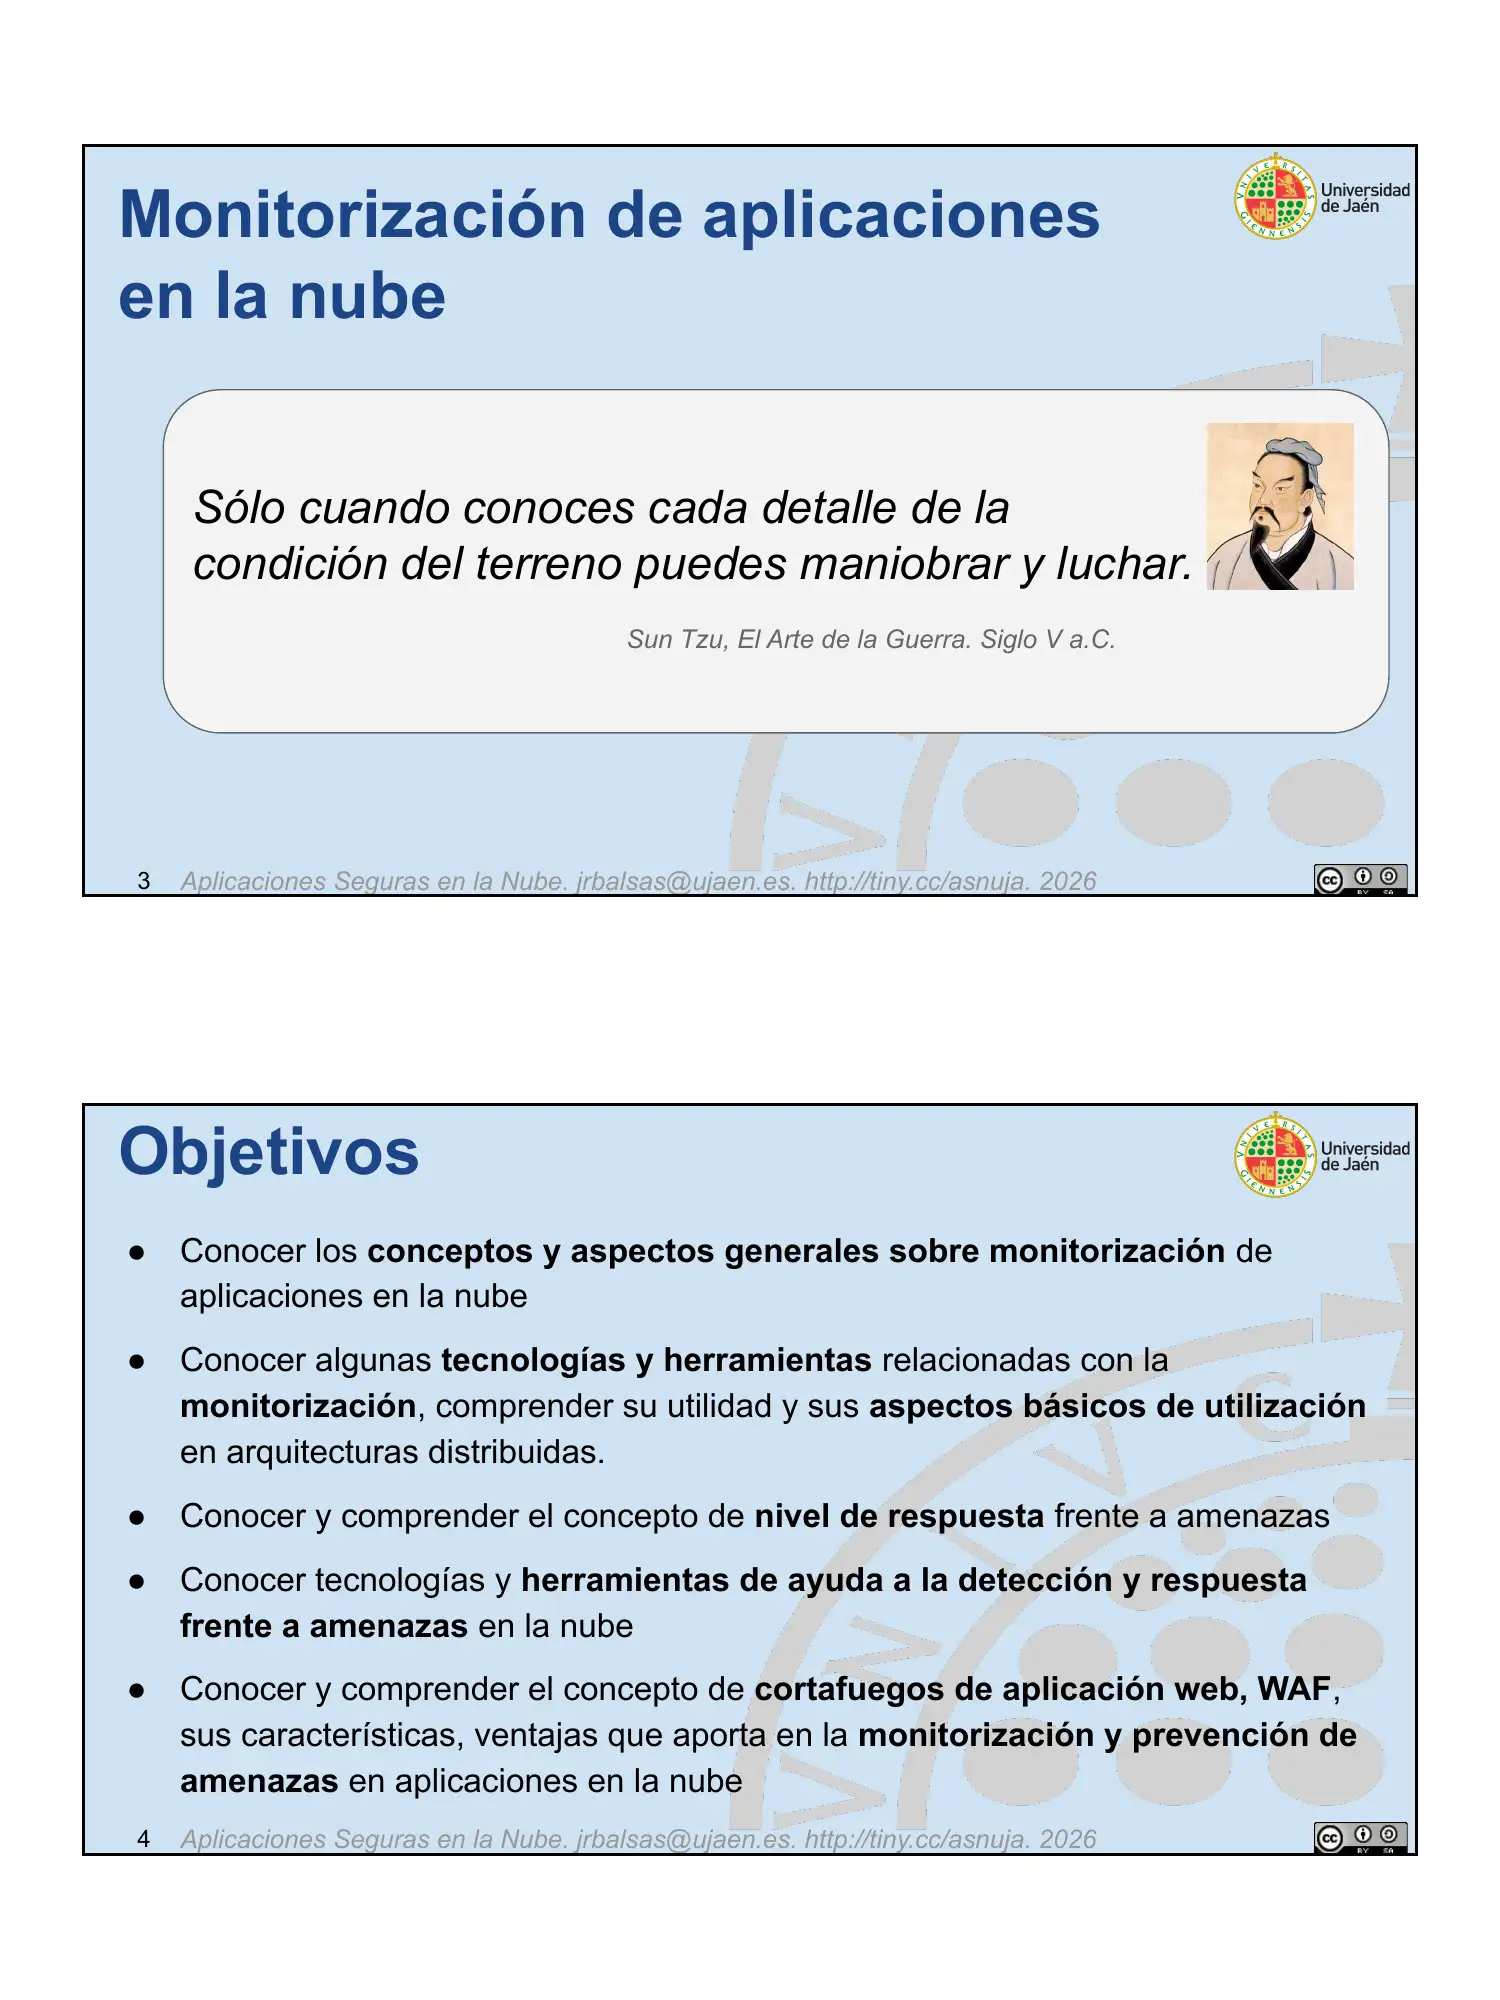 Monitorización de aplicaciones
en la nube
Universidad
de Jaén
Sólo cuando conoces cada detalle de la
condición del terreno puedes maniobrar y luchar.
Sun Tzu, El Arte de la Guerra. Siglo V a.C.
3 Aplicaciones Seguras en la Nube. jrbalsas@ujaen.es. http://tiny.cc/asnuja. 2026
cc BY SA
Objetivos
Universidad
de Jaén
● Conocer los conceptos y aspectos generales sobre monitorización de
aplicaciones en la nube
● Conocer algunas tecnologías y herramientas relacionadas con la
monitorización, comprender su utilidad y sus aspectos básicos de utilización
en arquitecturas distribuidas.
● Conocer y comprender el concepto de nivel de respuesta frente a amenazas
● Conocer tecnologías y herramientas de ayuda a la detección y respuesta
frente a amenazas en la nube
● Conocer y comprender el concepto de cortafuegos de aplicación web, WAF,
sus características, ventajas que aporta en la monitorización y prevención de
amenazas en aplicaciones en la nube
4 Aplicaciones Seguras en la Nube. jrbalsas@ujaen.es. http://tiny.cc/asnuja. 2026
cc BY SA